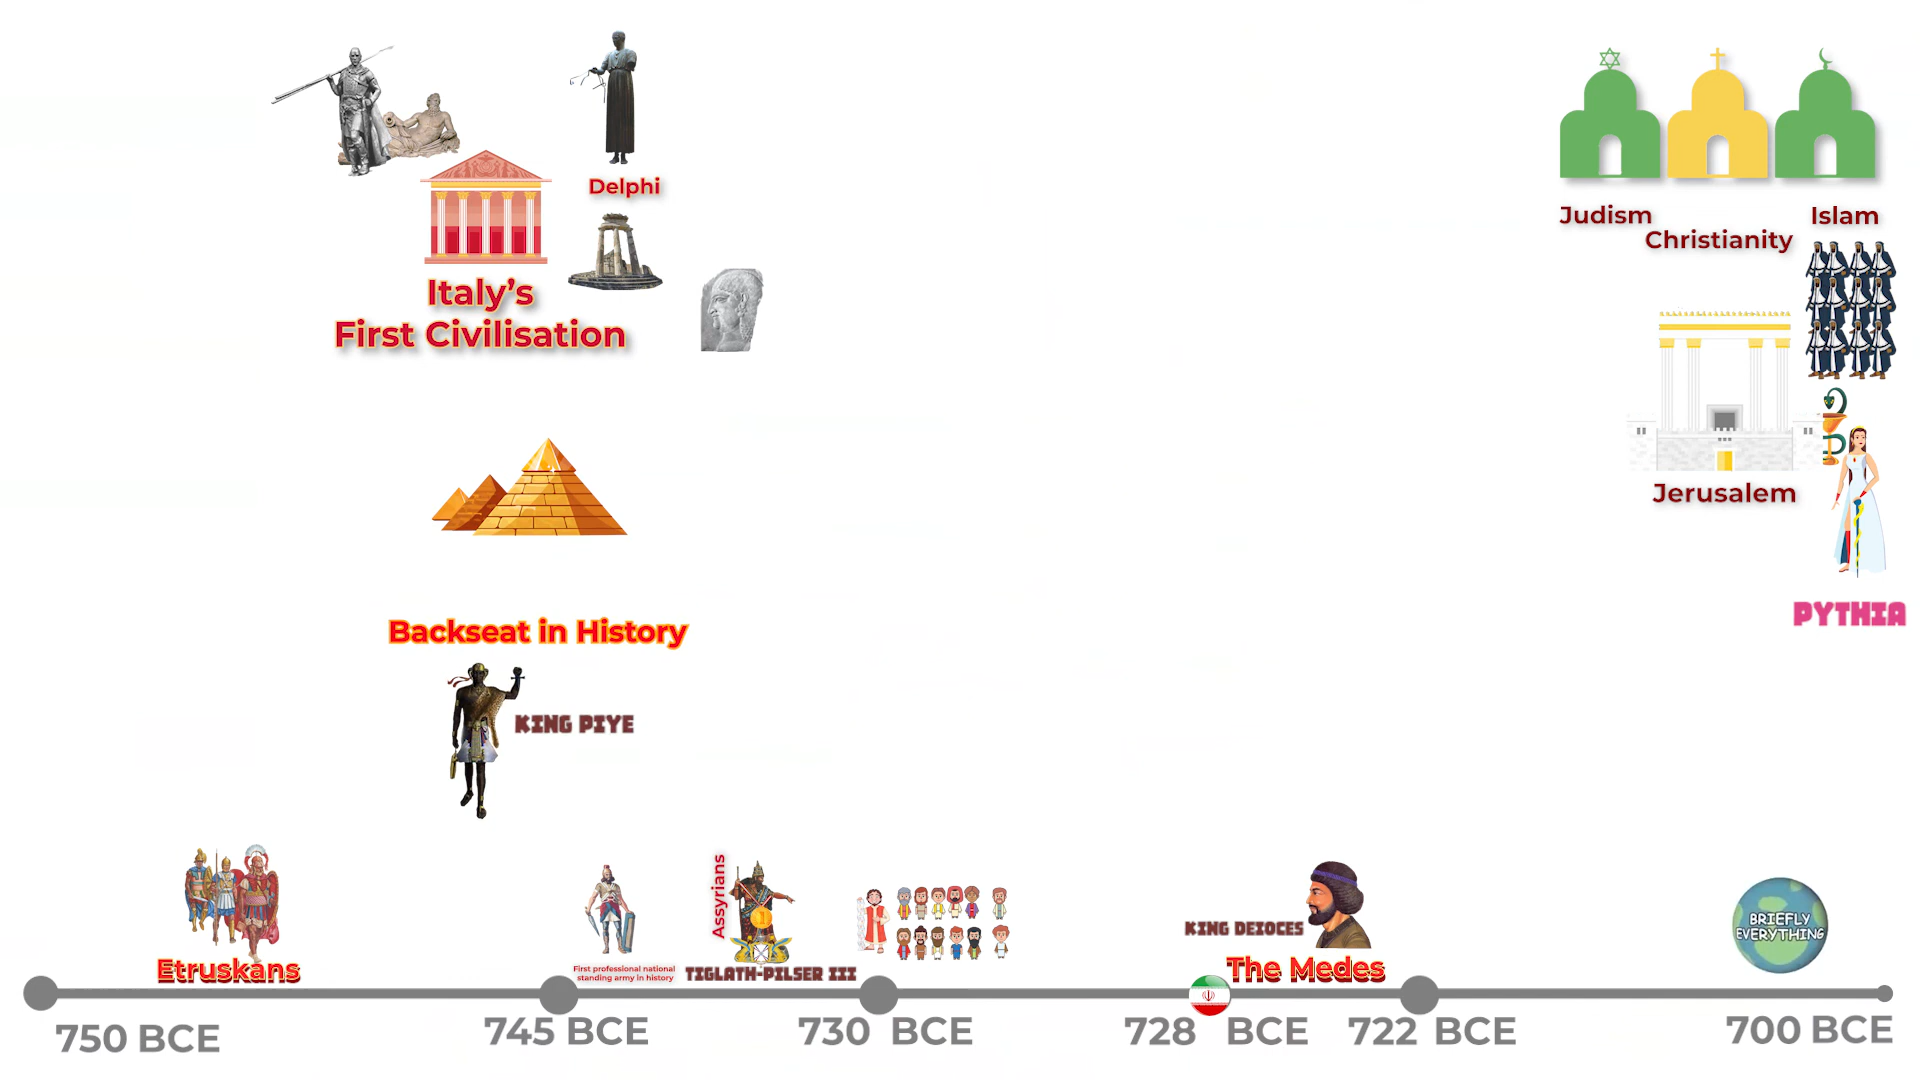 Delphi
Italy's
First Civilisation
Judism
Christianity
Islam
Jerusalem
PYTHIA
Backseat in History
KING PIYE
Etruskans
First professional national
standing army in history
Assyrians
TIGLATH-PILSER III
KING DEIOCES
The Medes
BRIEFLY
EVERYTHING
750 BCE
745 BCE
730 BCE
728 BCE
722 BCE
700 BCE